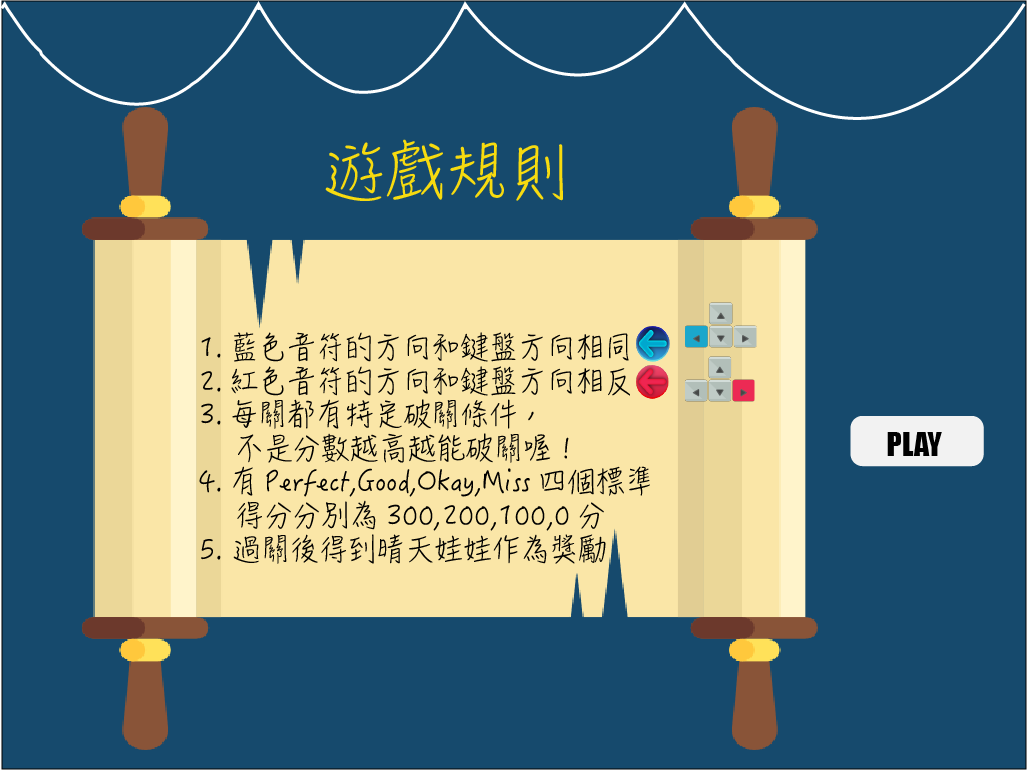 遊戲規則
1. 藍色音符的方向和鍵盤方向相同
2. 紅色音符的方向和鍵盤方向相反
3. 每關都有特定破關條件，
不是分數越高越能破關喔！
4. 有 Perfect,Good,Okay,Miss 四個標準
得分分別為 300,200,100,0 分
5. 過關後得到晴天娃娃作為獎勵
PLAY